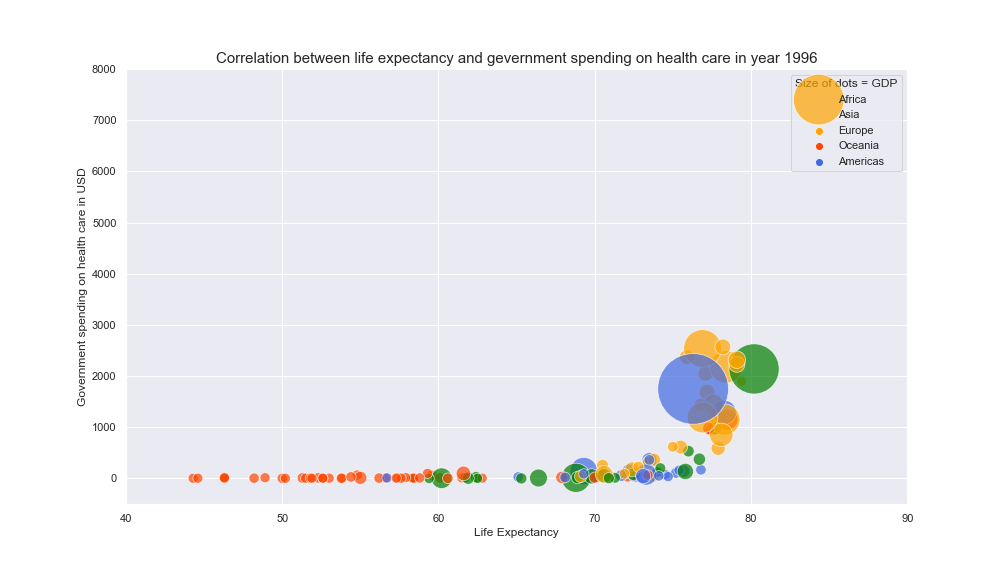 Correlation between life expectancy and gevernment spending on health care in year 1996
8000
7000
6000
5000
4000
3000
2000
1000
0
Government spending on health care in USD
Size of dots = GDP
Africa
Asia
Europe
Oceania
Americas
40 50 60 70 80 90
Life Expectancy